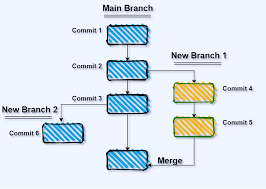 Main Branch
Commit 1
New Branch 1
Commit 2
Commit 4
Commit 3
New Branch 2
Commit 5
Commit 6
Merge